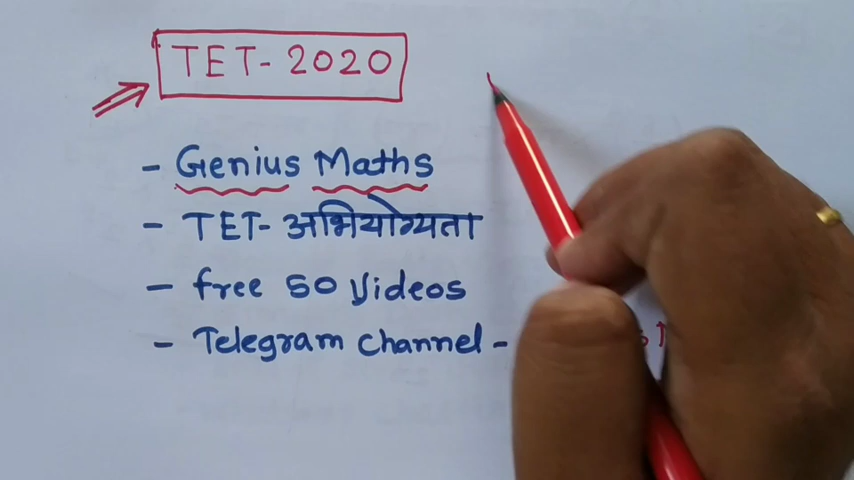 TET- 2020
- Genius Maths
- TET- अभियोग्यता
- free 50 Videos
- Telegram channel -